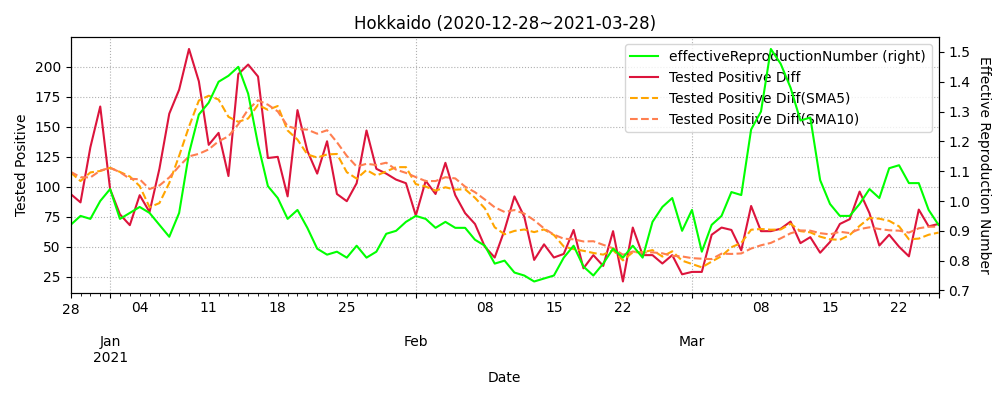 Hokkaido (2020-12-28~2021-03-28)
effectiveReproductionNumber (right)
Tested Positive Diff
Tested Positive Diff(SMA5)
Tested Positive Diff(SMA10)
Tested Positive
200
175
150
125
100
75
50
25
1.5
1.4
1.3
1.2
1.1
1.0
0.9
0.8
0.7
Effective Reproduction Number
28 04 11 18 25 08 15 22 08 15 22
Jan Feb Mar
2021
Date